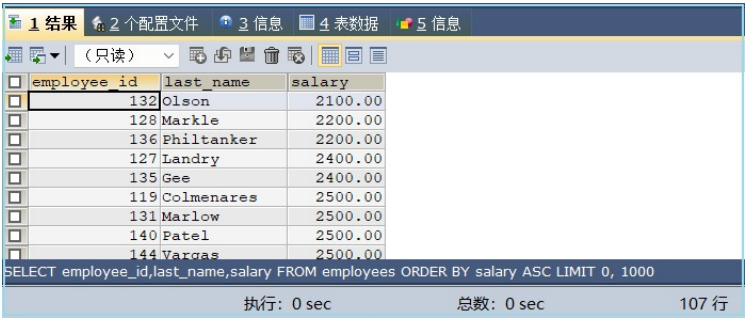 1 结果 2 个配置文件 3 信息 4 表数据 5 信息
（只读）
employee_id last_name salary
132 Olson 2100.00
128 Markle 2200.00
136 Philtanker 2200.00
127 Landry 2400.00
135 Gee 2400.00
119 Colmenares 2500.00
131 Marlow 2500.00
140 Patel 2500.00
144 Vargas 2500.00
SELECT employee_id,last_name,salary FROM employees ORDER BY salary ASC LIMIT 0, 1000
执行: 0 sec 总数: 0 sec 107 行